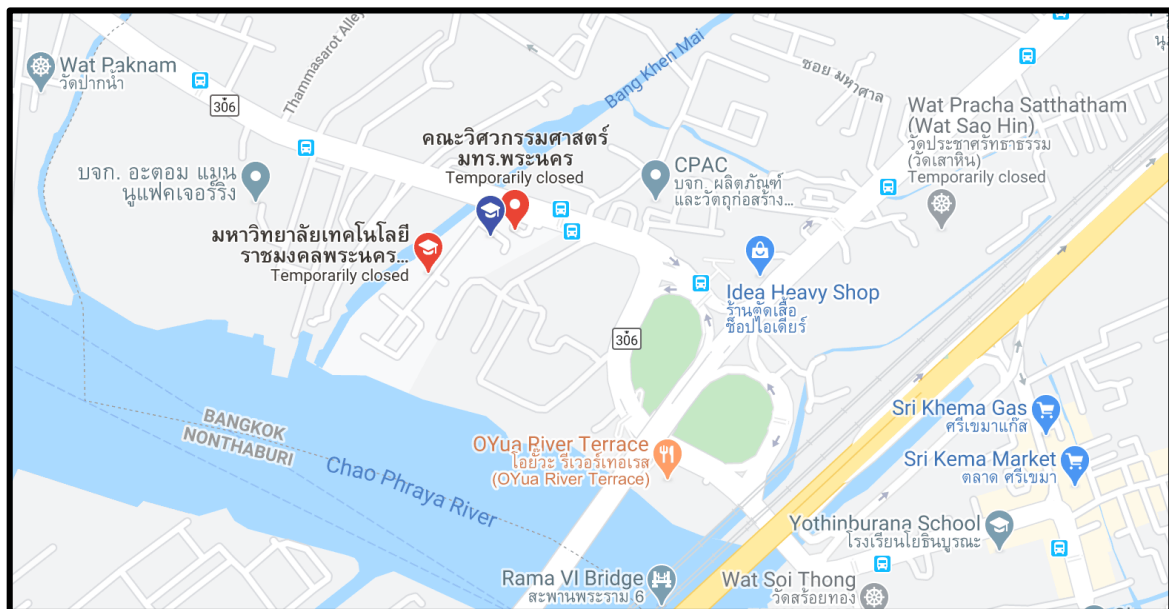 Wat Paknam
วัดปากน้ำ
306
Thammasarot Alley
Bang Khen Mai
ซอย มหาศาล
Wat Pracha Satthatham
(Wat Sao Hin)
วัดประชาศรัทธาธรรม
(วัดเสาหิน)
Temporarily closed
คณะวิศวกรรมศาสตร์
มทร.พระนคร
Temporarily closed
บจก. อะตอม แมน
นูแฟคเจอร์ริ่ง
CPAC
บจก. ผลิตภัณฑ์
และวัตถุก่อสร้าง...
มหาวิทยาลัยเทคโนโลยี
ราชมงคลพระนคร...
Temporarily closed
Idea Heavy Shop
ร้านตัดเสื้อ
ช็อปไอเดียร์
306
BANGKOK
NONTHABURI
Chao Phraya River
OYua River Terrace
โอยั๊วะ รีเวอร์เทอเรส
(OYua River Terrace)
Sri Khema Gas
ศรีเขมาแก๊ส
Sri Kema Market
ตลาด ศรีเขมา
Yothinburana School
โรงเรียนโยธินบูรณะ
Rama VI Bridge
สะพานพระราม 6
Wat Soi Thong
วัดสร้อยทอง